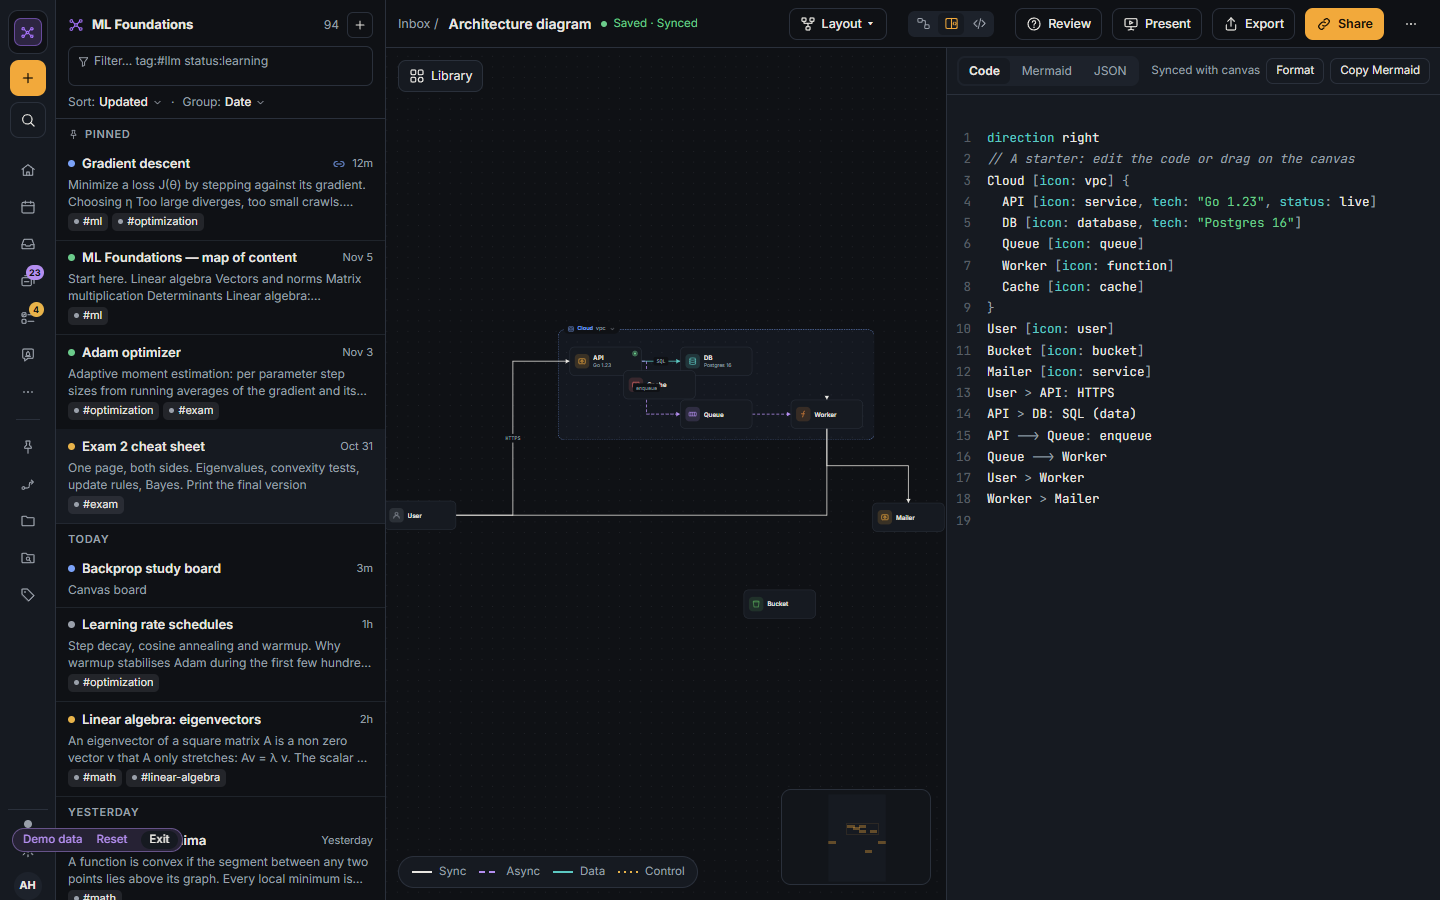 ML Foundations 94
Filter... tag:#llm status:learning
Sort: Updated · Group: Date
PINNED
Gradient descent 12m
Minimize a loss J(θ) by stepping against its gradient.
Choosing η Too large diverges, too small crawls....
#ml #optimization
ML Foundations — map of content Nov 5
Start here. Linear algebra Vectors and norms Matrix
multiplication Determinants Linear algebra:...
#ml
Adam optimizer Nov 3
Adaptive moment estimation: per parameter step
sizes from running averages of the gradient and its...
#optimization #exam
Exam 2 cheat sheet Oct 31
One page, both sides. Eigenvalues, convexity tests,
update rules, Bayes. Print the final version
#exam
TODAY
Backprop study board 3m
Canvas board
Learning rate schedules 1h
Step decay, cosine annealing and warmup. Why
warmup stabilises Adam during the first few hundre...
#optimization
Linear algebra: eigenvectors 2h
An eigenvector of a square matrix A is a non zero
vector v that A only stretches: Av = λ v. The scalar ...
#math #linear-algebra
YESTERDAY
ima Yesterday
A function is convex if the segment between any two
points lies above its graph. Every local minimum is...
#math
23
4
Demo data Reset Exit
AH
Inbox / Architecture diagram Saved · Synced
Layout
Review Present Export Share
Library
Cloud vpc
API
Go 1.23
SQL
DB
Postgres 16
enqueue
Queue
Worker
HTTPS
User
Mailer
Bucket
Sync Async Data Control
Code Mermaid JSON Synced with canvas Format Copy Mermaid
1 direction right
2 // A starter: edit the code or drag on the canvas
3 Cloud [icon: vpc] {
4 API [icon: service, tech: "Go 1.23", status: live]
5 DB [icon: database, tech: "Postgres 16"]
6 Queue [icon: queue]
7 Worker [icon: function]
8 Cache [icon: cache]
9 }
10 User [icon: user]
11 Bucket [icon: bucket]
12 Mailer [icon: service]
13 User > API: HTTPS
14 API > DB: SQL (data)
15 API --> Queue: enqueue
16 Queue --> Worker
17 User > Worker
18 Worker > Mailer
19